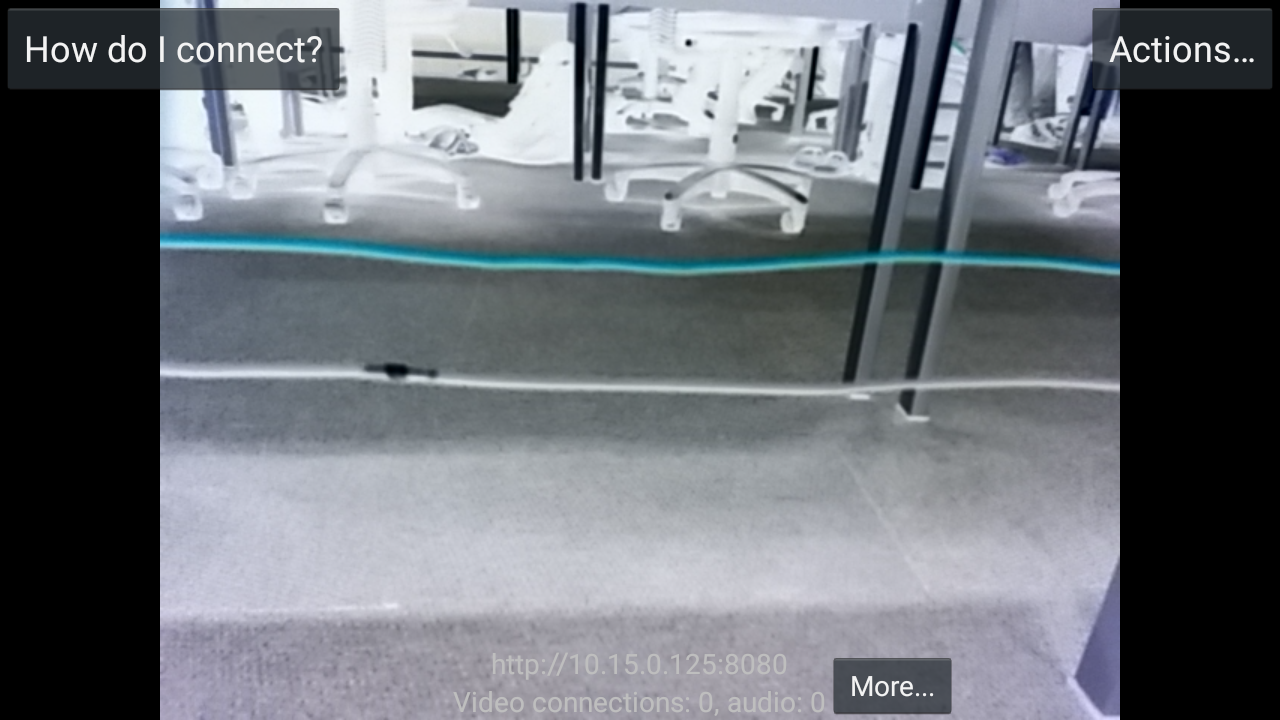 How do I connect?
Actions...
http://10.15.0.125:8080
Video connections: 0, audio: 0
More...